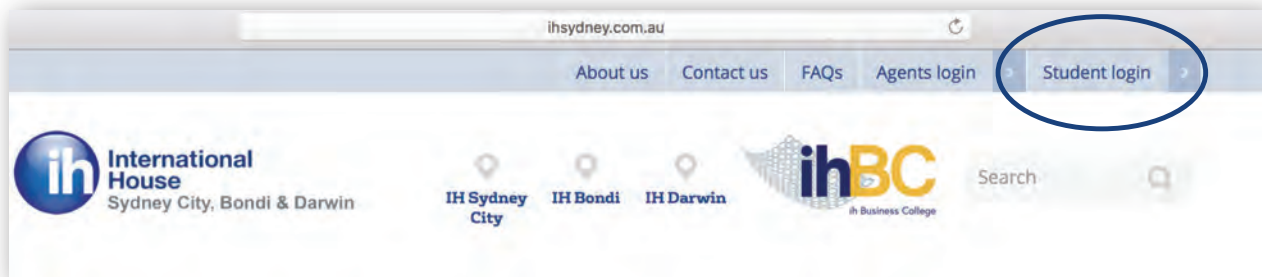 ihsydney.com.au
About us Contact us FAQs Agents login > Student login >
ih International House
Sydney City, Bondi & Darwin
IH Sydney City
IH Bondi
IH Darwin
ihBC
ih Business College
Search